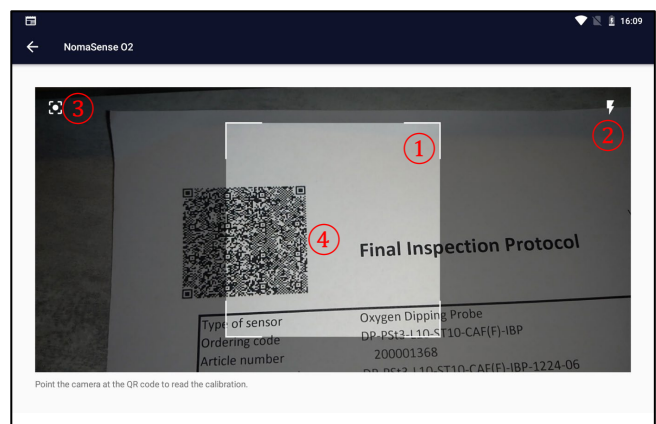 16:09
NomaSense O2
③
②
①
④
Final Inspection Protocol
Type of sensor Oxygen Dipping Probe
Ordering code DP-PSt3-L10-ST10-CAF(F)-IBP
Article number 200001368
DP-PSt3-L10-ST10-CAF(F)-IBP-1224-06
Point the camera at the QR code to read the calibration.